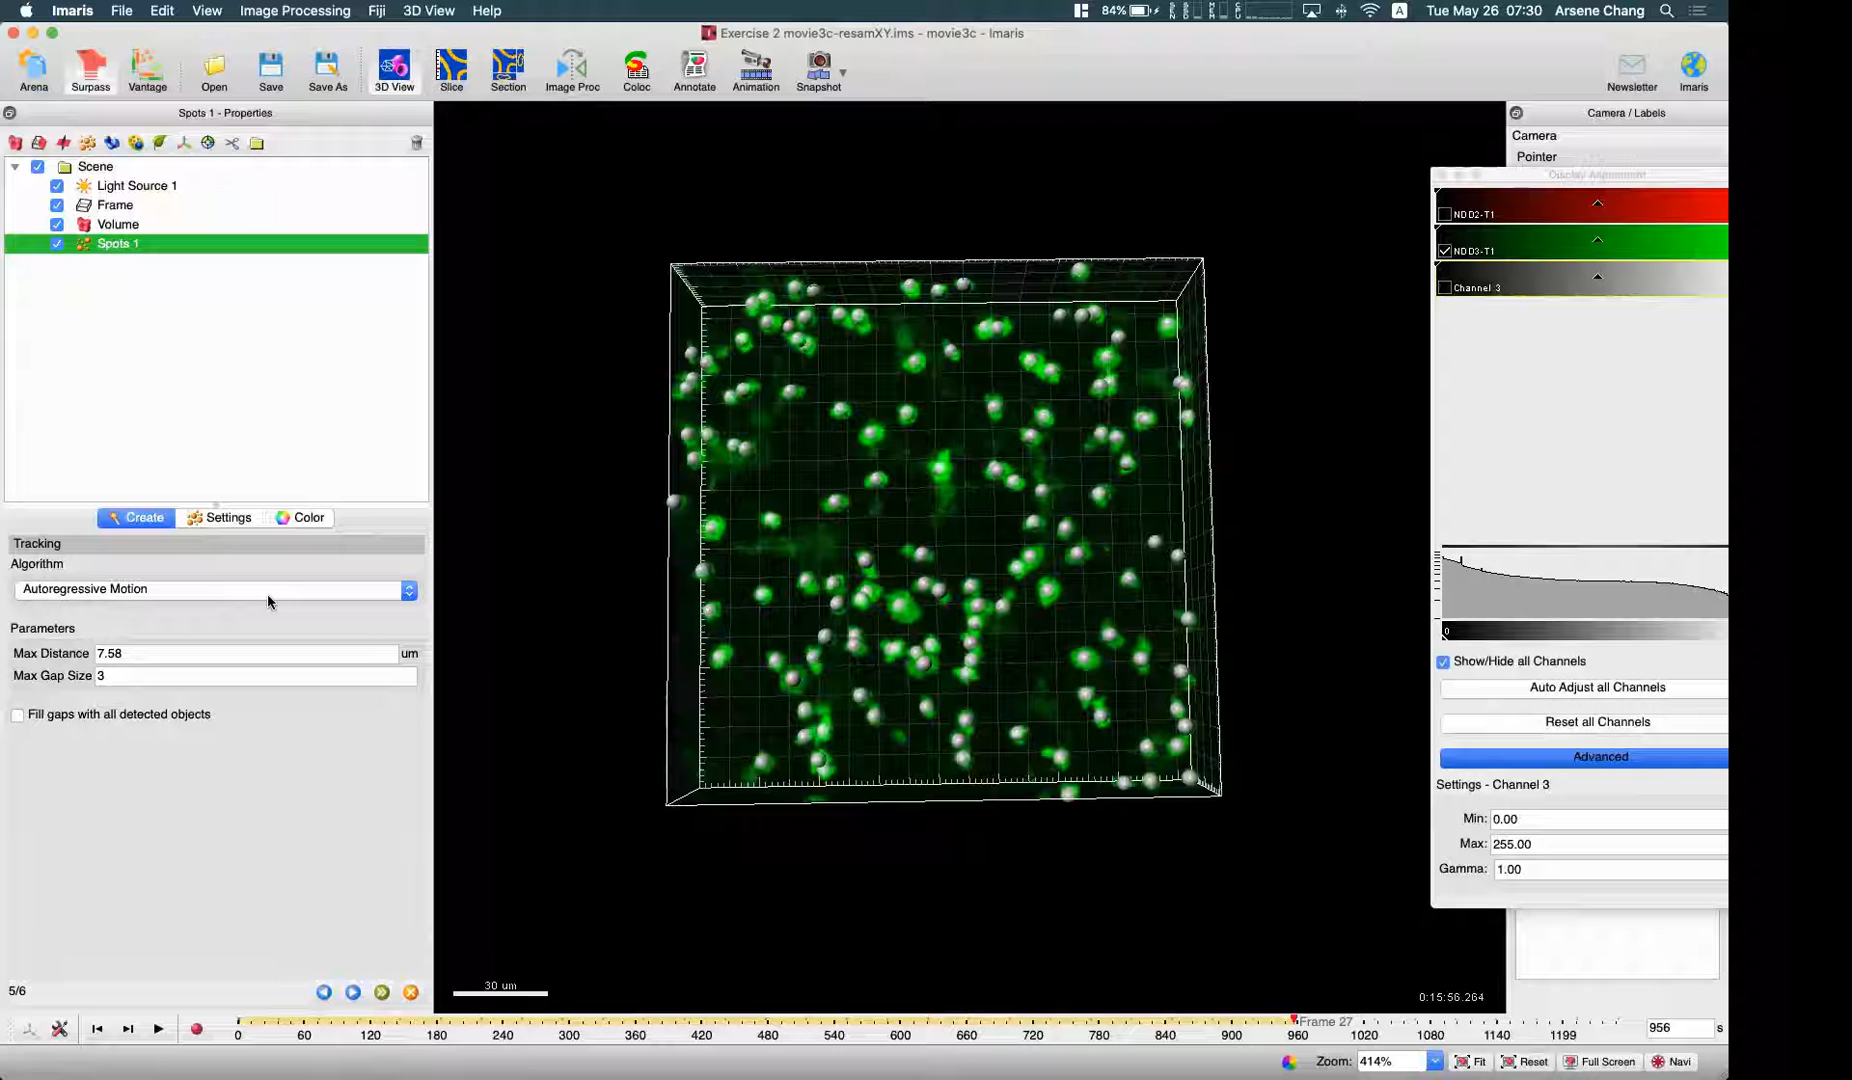 Imaris File Edit View Image Processing Fiji 3D View Help 84% A Tue May 26 07:30 Arsene Chang
Exercise 2 movie3c-resamXY.ims - movie3c - Imaris
Arena Surpass Vantage Open Save Save As 3D View Slice Section Image Proc Coloc Annotate Animation Snapshot Newsletter Imaris
Spots 1 - Properties
Camera / Labels
Scene
Camera
Pointer
Light Source 1
Frame
Volume
Spots 1
Display Adjustment
NDD2-T1
NDD3-T1
Channel 3
Create Settings Color
Tracking
Algorithm
Autoregressive Motion
Parameters
Max Distance 7.58 um
Max Gap Size 3
Fill gaps with all detected objects
0
Show/Hide all Channels
Auto Adjust all Channels
Reset all Channels
Advanced
Settings - Channel 3
Min: 0.00
Max: 255.00
Gamma: 1.00
5/6
30 um
0:15:56.264
Frame 27
0 60 120 180 240 300 360 420 480 540 600 660 720 780 840 900 960 1020 1080 1140 1199
956 s
Zoom: 414% Fit Reset Full Screen Navi